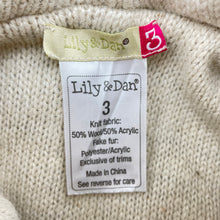 Lily & Dan®
3
Lily & Dan®
3
Knit fabric:
50% Wool/50% Acrylic
Fake fur:
Polyester/Acrylic
Exclusive of trims
Made in China
See reverse for care